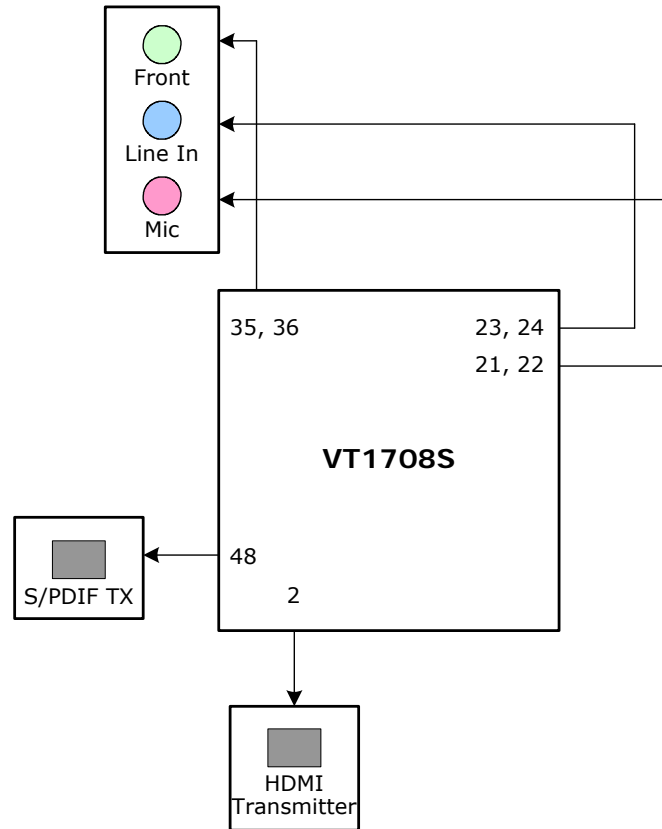 Front
Line In
Mic
35, 36
23, 24
21, 22
VT1708S
48
2
S/PDIF TX
HDMI
Transmitter